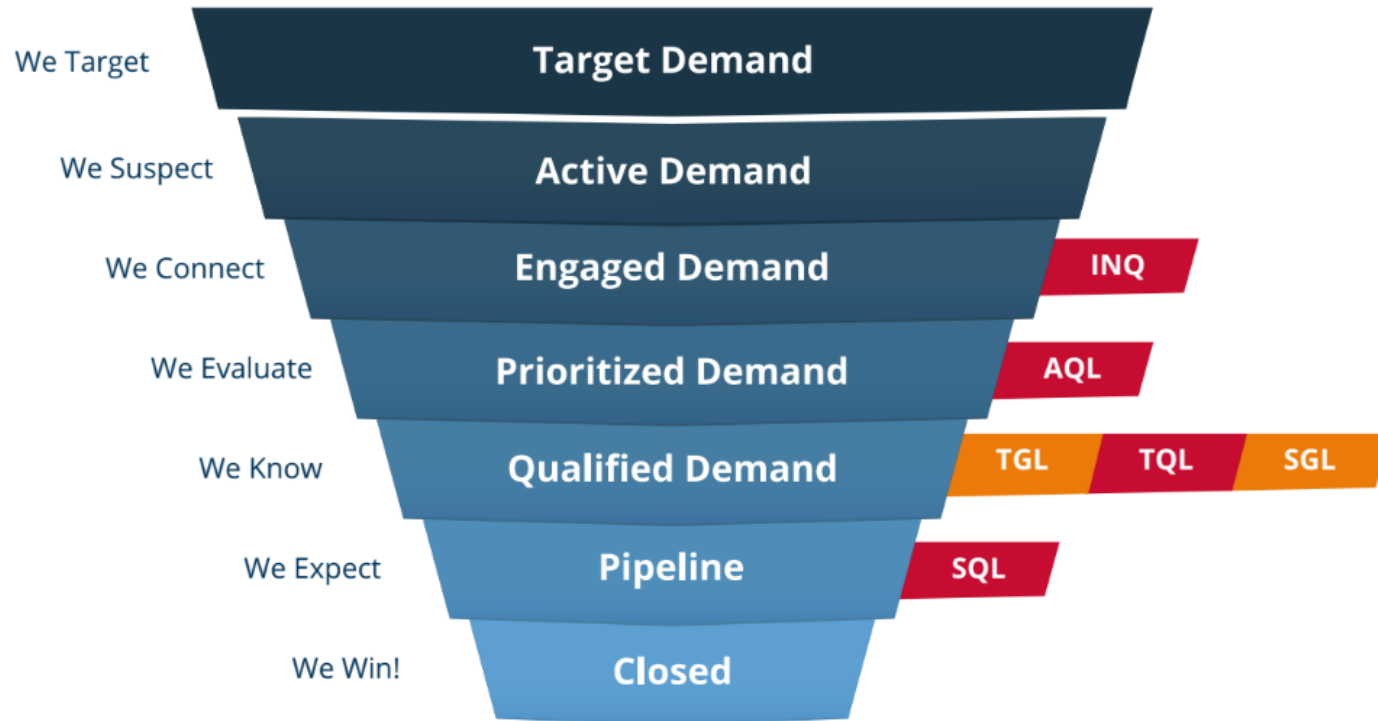 We Target
Target Demand
We Suspect
Active Demand
We Connect
Engaged Demand
INQ
We Evaluate
Prioritized Demand
AQL
We Know
Qualified Demand
TGL
TQL
SGL
We Expect
Pipeline
SQL
We Win!
Closed